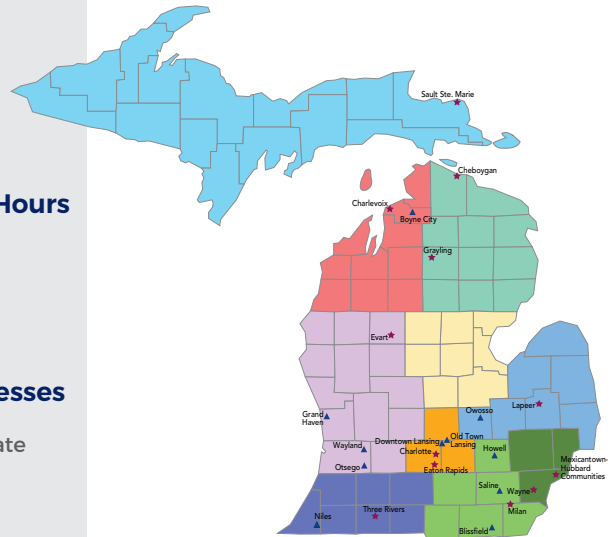 Hours
esses
ate
Sault Ste. Marie
Cheboygan
Charlevoix
Boyne City
Grayling
Evart
Grand
Haven
Owosso
Lapeer
Wayland
Downtown Lansing
Old Town
Lansing
Charlotte
Howell
Otsego
Eaton Rapids
Mexicantown-
Hubbard
Communities
Saline
Wayne
Niles
Three Rivers
Milan
Blissfield